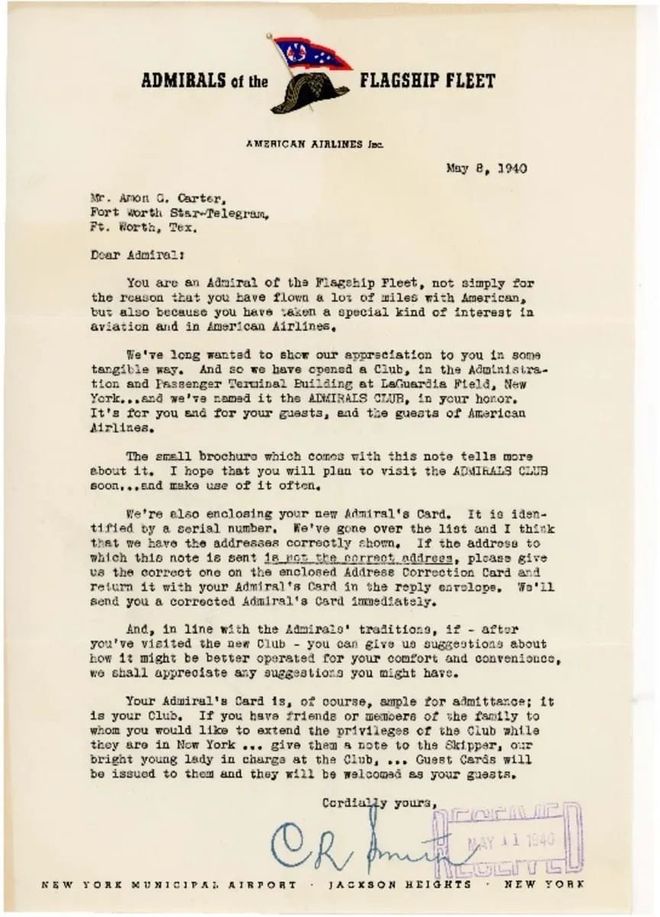 ADMIRALS of the FLAGSHIP FLEET
AMERICAN AIRLINES Inc.
May 8, 1940
Mr. Amon G. Carter,
Fort Worth Star-Telegram,
Ft. Worth, Tex.
Dear Admiral:
You are an Admiral of the Flagship Fleet, not simply for
the reason that you have flown a lot of miles with American,
but also because you have taken a special kind of interest in
aviation and in American Airlines.
We've long wanted to show our appreciation to you in some
tangible way. And so we have opened a Club, in the Administra-
tion and Passenger Terminal Building at LaGuardia Field, New
York...and we've named it the ADMIRALS CLUB, in your honor.
It's for you and for your guests, and the guests of American
Airlines.
The small brochure which comes with this note tells more
about it. I hope that you will plan to visit the ADMIRALS CLUB
soon...and make use of it often.
We're also enclosing your new Admiral's Card. It is iden-
tified by a serial number. We've gone over the list and I think
that we have the addresses correctly shown. If the address to
which this note is sent is not the correct address, please give
us the correct one on the enclosed Address Correction Card and
return it with your Admiral's Card in the reply envelope. We'll
send you a corrected Admiral's Card immediately.
And, in line with the Admirals' traditions, if - after
you've visited the new Club - you can give us suggestions about
how it might be better operated for your comfort and convenience,
we shall appreciate any suggestions you might have.
Your Admiral's Card is, of course, ample for admittance; it
is your Club. If you have friends or members of the family to
whom you would like to extend the privileges of the Club while
they are in New York ... give them a note to the Skipper, our
bright young lady in charge at the Club, ... Guest Cards will
be issued to them and they will be welcomed as your guests.
Cordially yours,
C R Smith
RECEIVED
MAY 11 1940
RECEIVED
NEW YORK MUNICIPAL AIRPORT · JACKSON HEIGHTS · NEW YORK